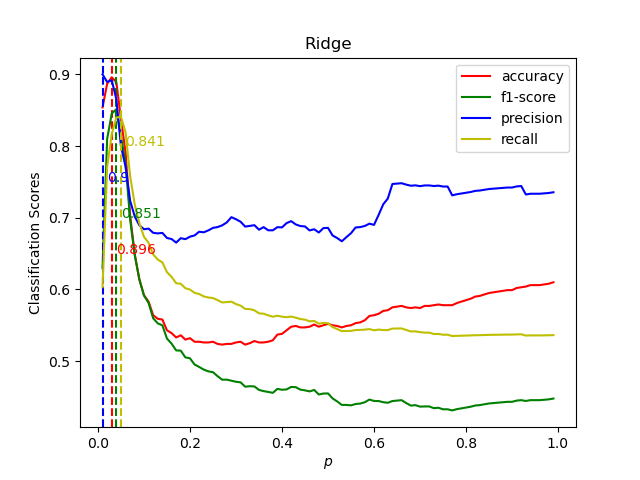 Ridge
Classification Scores
0.9
0.8
0.7
0.6
0.5
0.841
0.9
0.851
0.896
accuracy
f1-score
precision
recall
0.0 0.2 0.4 0.6 0.8 1.0
p